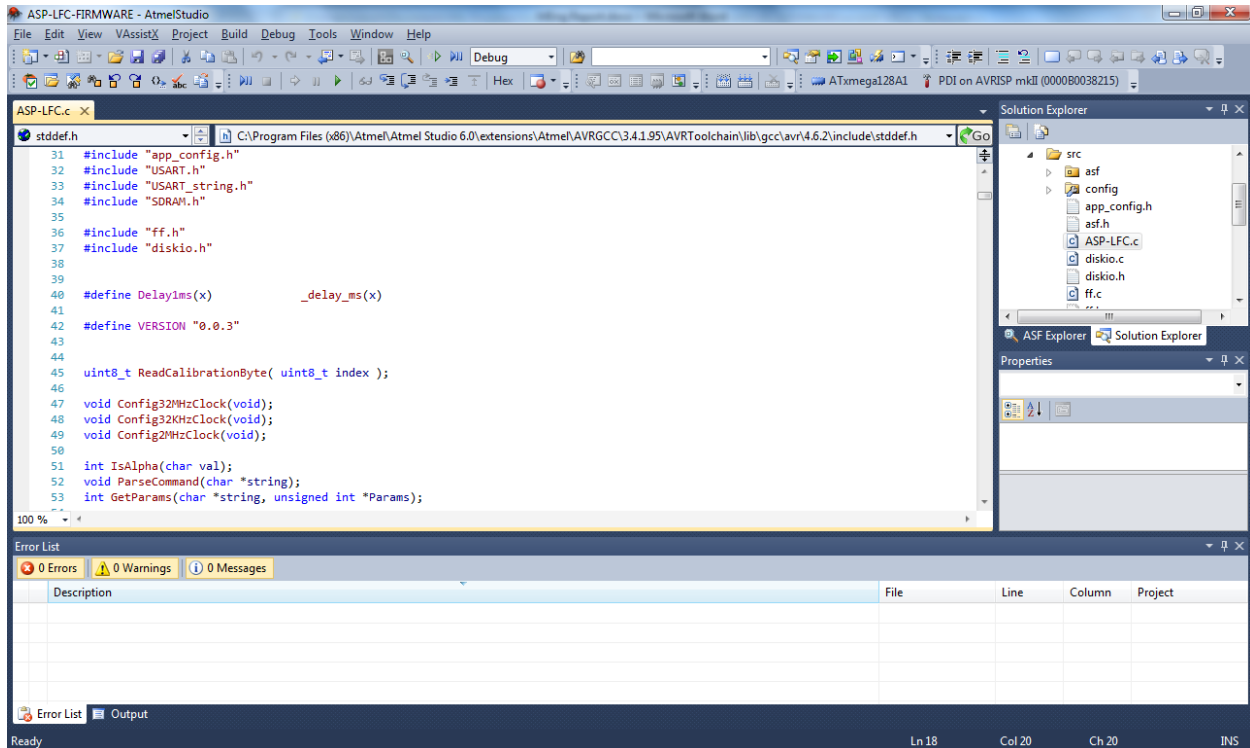 ASP-LFC-FIRMWARE - AtmelStudio
File Edit View VAssistX Project Build Debug Tools Window Help
Debug
Hex ATxmega128A1 PDI on AVRISP mkII (0000B0038215)
ASP-LFC.c
stddef.h C:\Program Files (x86)\Atmel\Atmel Studio 6.0\extensions\Atmel\AVRGCC\3.4.1.95\AVRToolchain\lib\gcc\avr\4.6.2\include\stddef.h Go
31 #include "app_config.h"
32 #include "USART.h"
33 #include "USART_string.h"
34 #include "SDRAM.h"
35
36 #include "ff.h"
37 #include "diskio.h"
38
39
40 #define Delay1ms(x) _delay_ms(x)
41
42 #define VERSION "0.0.3"
43
44
45 uint8_t ReadCalibrationByte( uint8_t index );
46
47 void Config32MHzClock(void);
48 void Config32KHzClock(void);
49 void Config2MHzClock(void);
50
51 int IsAlpha(char val);
52 void ParseCommand(char *string);
53 int GetParams(char *string, unsigned int *Params);
100 %
Solution Explorer
src
asf
config
app_config.h
asf.h
ASP-LFC.c
diskio.c
diskio.h
ff.c
ASF Explorer Solution Explorer
Properties
Error List
0 Errors 0 Warnings 0 Messages
Description File Line Column Project
Error List Output
Ready Ln 18 Col 20 Ch 20 INS